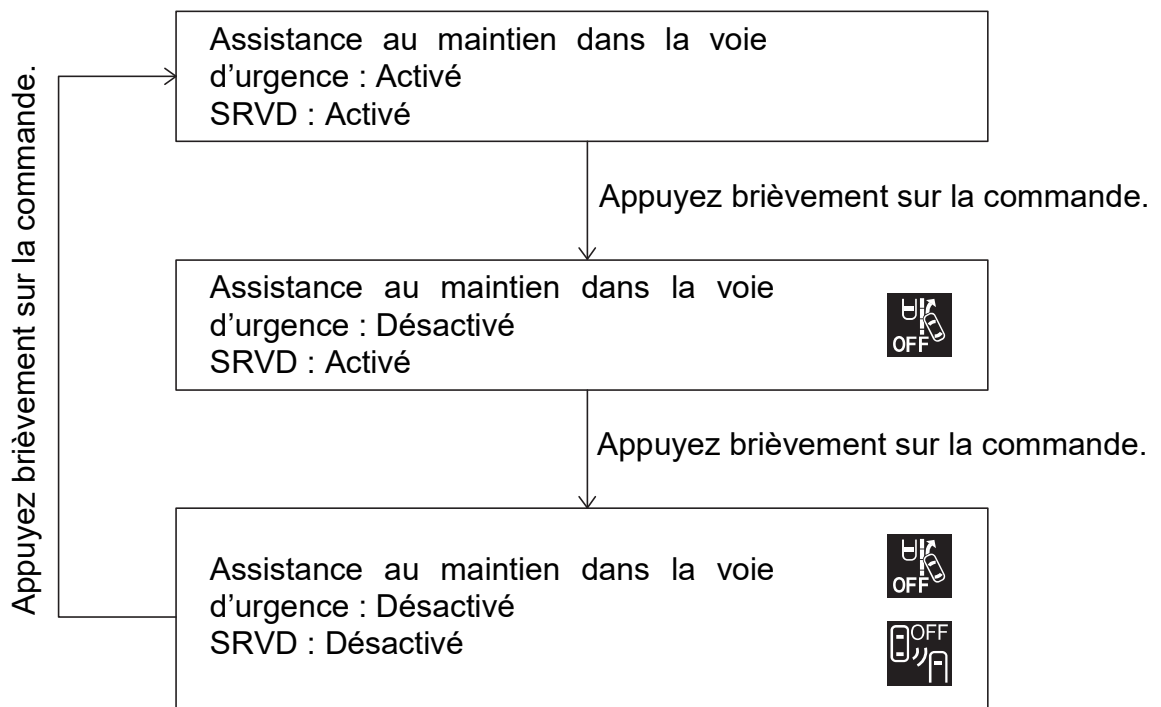 Assistance au maintien dans la voie
d'urgence : Activé
SRVD : Activé
Appuyez brièvement sur la commande.
Assistance au maintien dans la voie
d'urgence : Désactivé
SRVD : Activé
OFF
Appuyez brièvement sur la commande.
Assistance au maintien dans la voie
d'urgence : Désactivé
SRVD : Désactivé
OFF
OFF
Appuyez brièvement sur la commande.